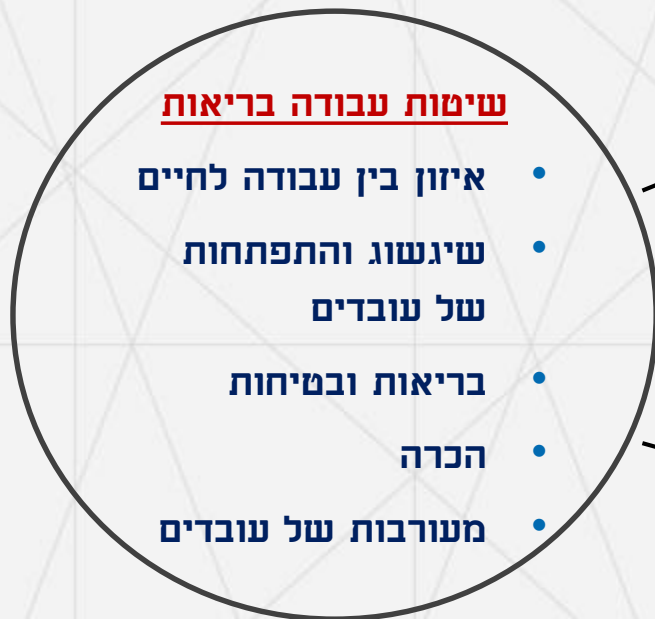 שיטות עבודה בריאות
• איזון בין עבודה לחיים
• שיגשוג והתפתחות
של עובדים
• בריאות ובטיחות
• הכרה
• מעורבות של עובדים